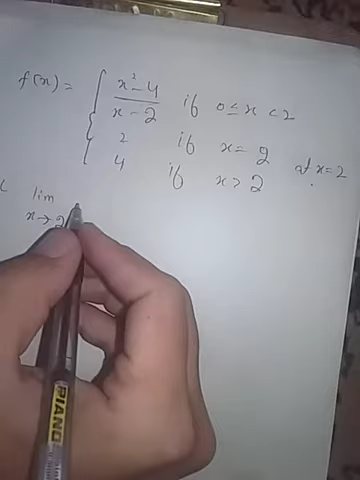 f(x) = { x²-4 / x-2 if 0 ≤ x < 2
2 if x = 2
4 if x > 2 at x=2
lim
x→2
PIANO